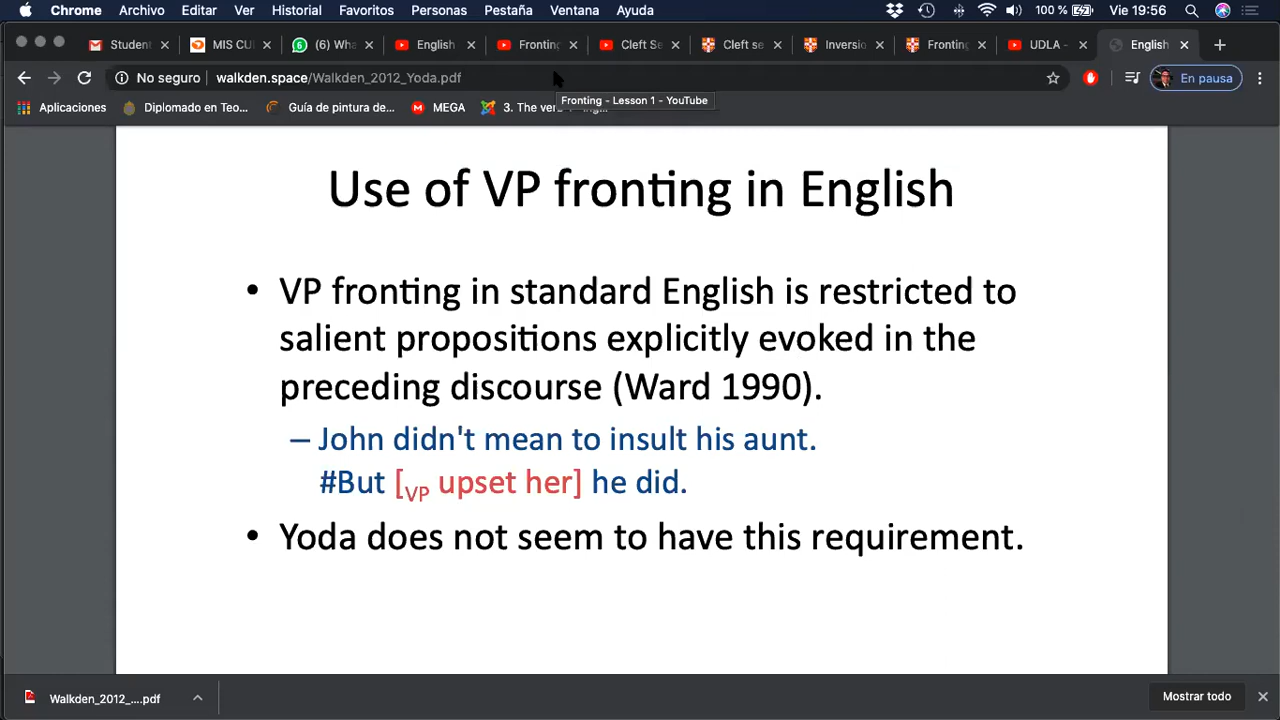 Chrome Archivo Editar Ver Historial Favoritos Personas Pestaña Ventana Ayuda 100 % Vie 19:56
Student MIS CU (6) Wha English Fronting Cleft Se Cleft se Inversio Fronting UDLA - English
No seguro walkden.space/Walkden_2012_Yoda.pdf En pausa
Aplicaciones Diplomado en Teo... Guía de pintura de... MEGA 3. The ver
Fronting - Lesson 1 - YouTube
Use of VP fronting in English
• VP fronting in standard English is restricted to
salient propositions explicitly evoked in the
preceding discourse (Ward 1990).
– John didn't mean to insult his aunt.
#But [VP upset her] he did.
• Yoda does not seem to have this requirement.
Walkden_2012_....pdf Mostrar todo